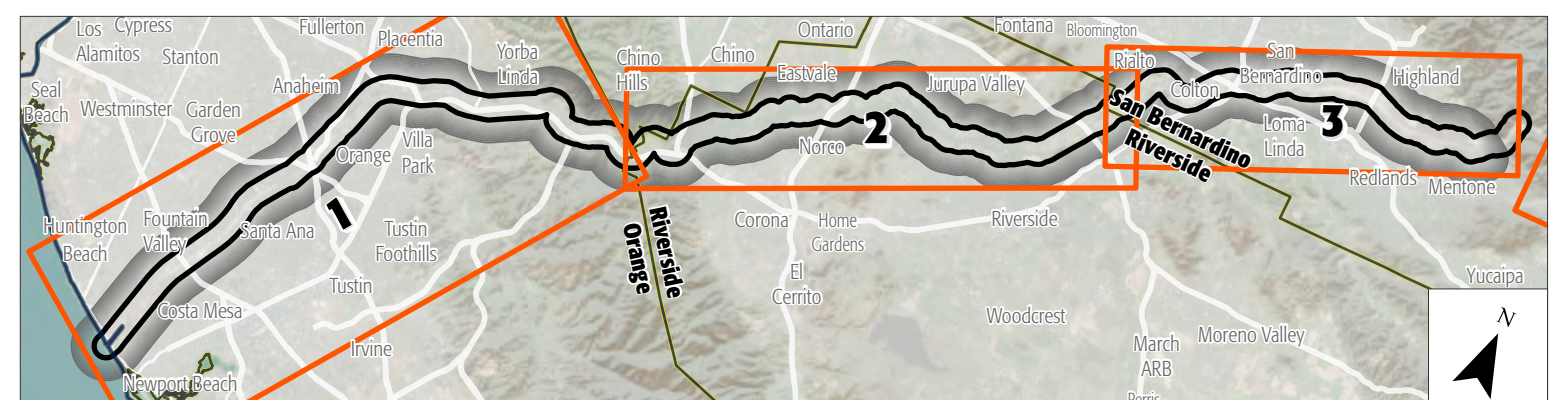 Los
Alamitos
Cypress
Stanton
Fullerton
Placentia
Yorba
Linda
Chino
Hills
Chino
Ontario
Eastvale
Fontana
Bloomington
Rialto
San
Bernardino
Highland
Seal
Beach
Westminster
Garden
Grove
Anaheim
Jurupa Valley
Colton
Villa
Park
Orange
Norco
2
3
Loma
Linda
San Bernardino
Riverside
Redlands
Mentone
1
Huntington
Beach
Fountain
Valley
Santa Ana
Tustin
Foothills
Riverside
Orange
Corona
Home
Gardens
Riverside
Tustin
El
Cerrito
Yucaipa
Costa Mesa
Woodcrest
Moreno Valley
March
ARB
Irvine
Newport Beach
Perris
N